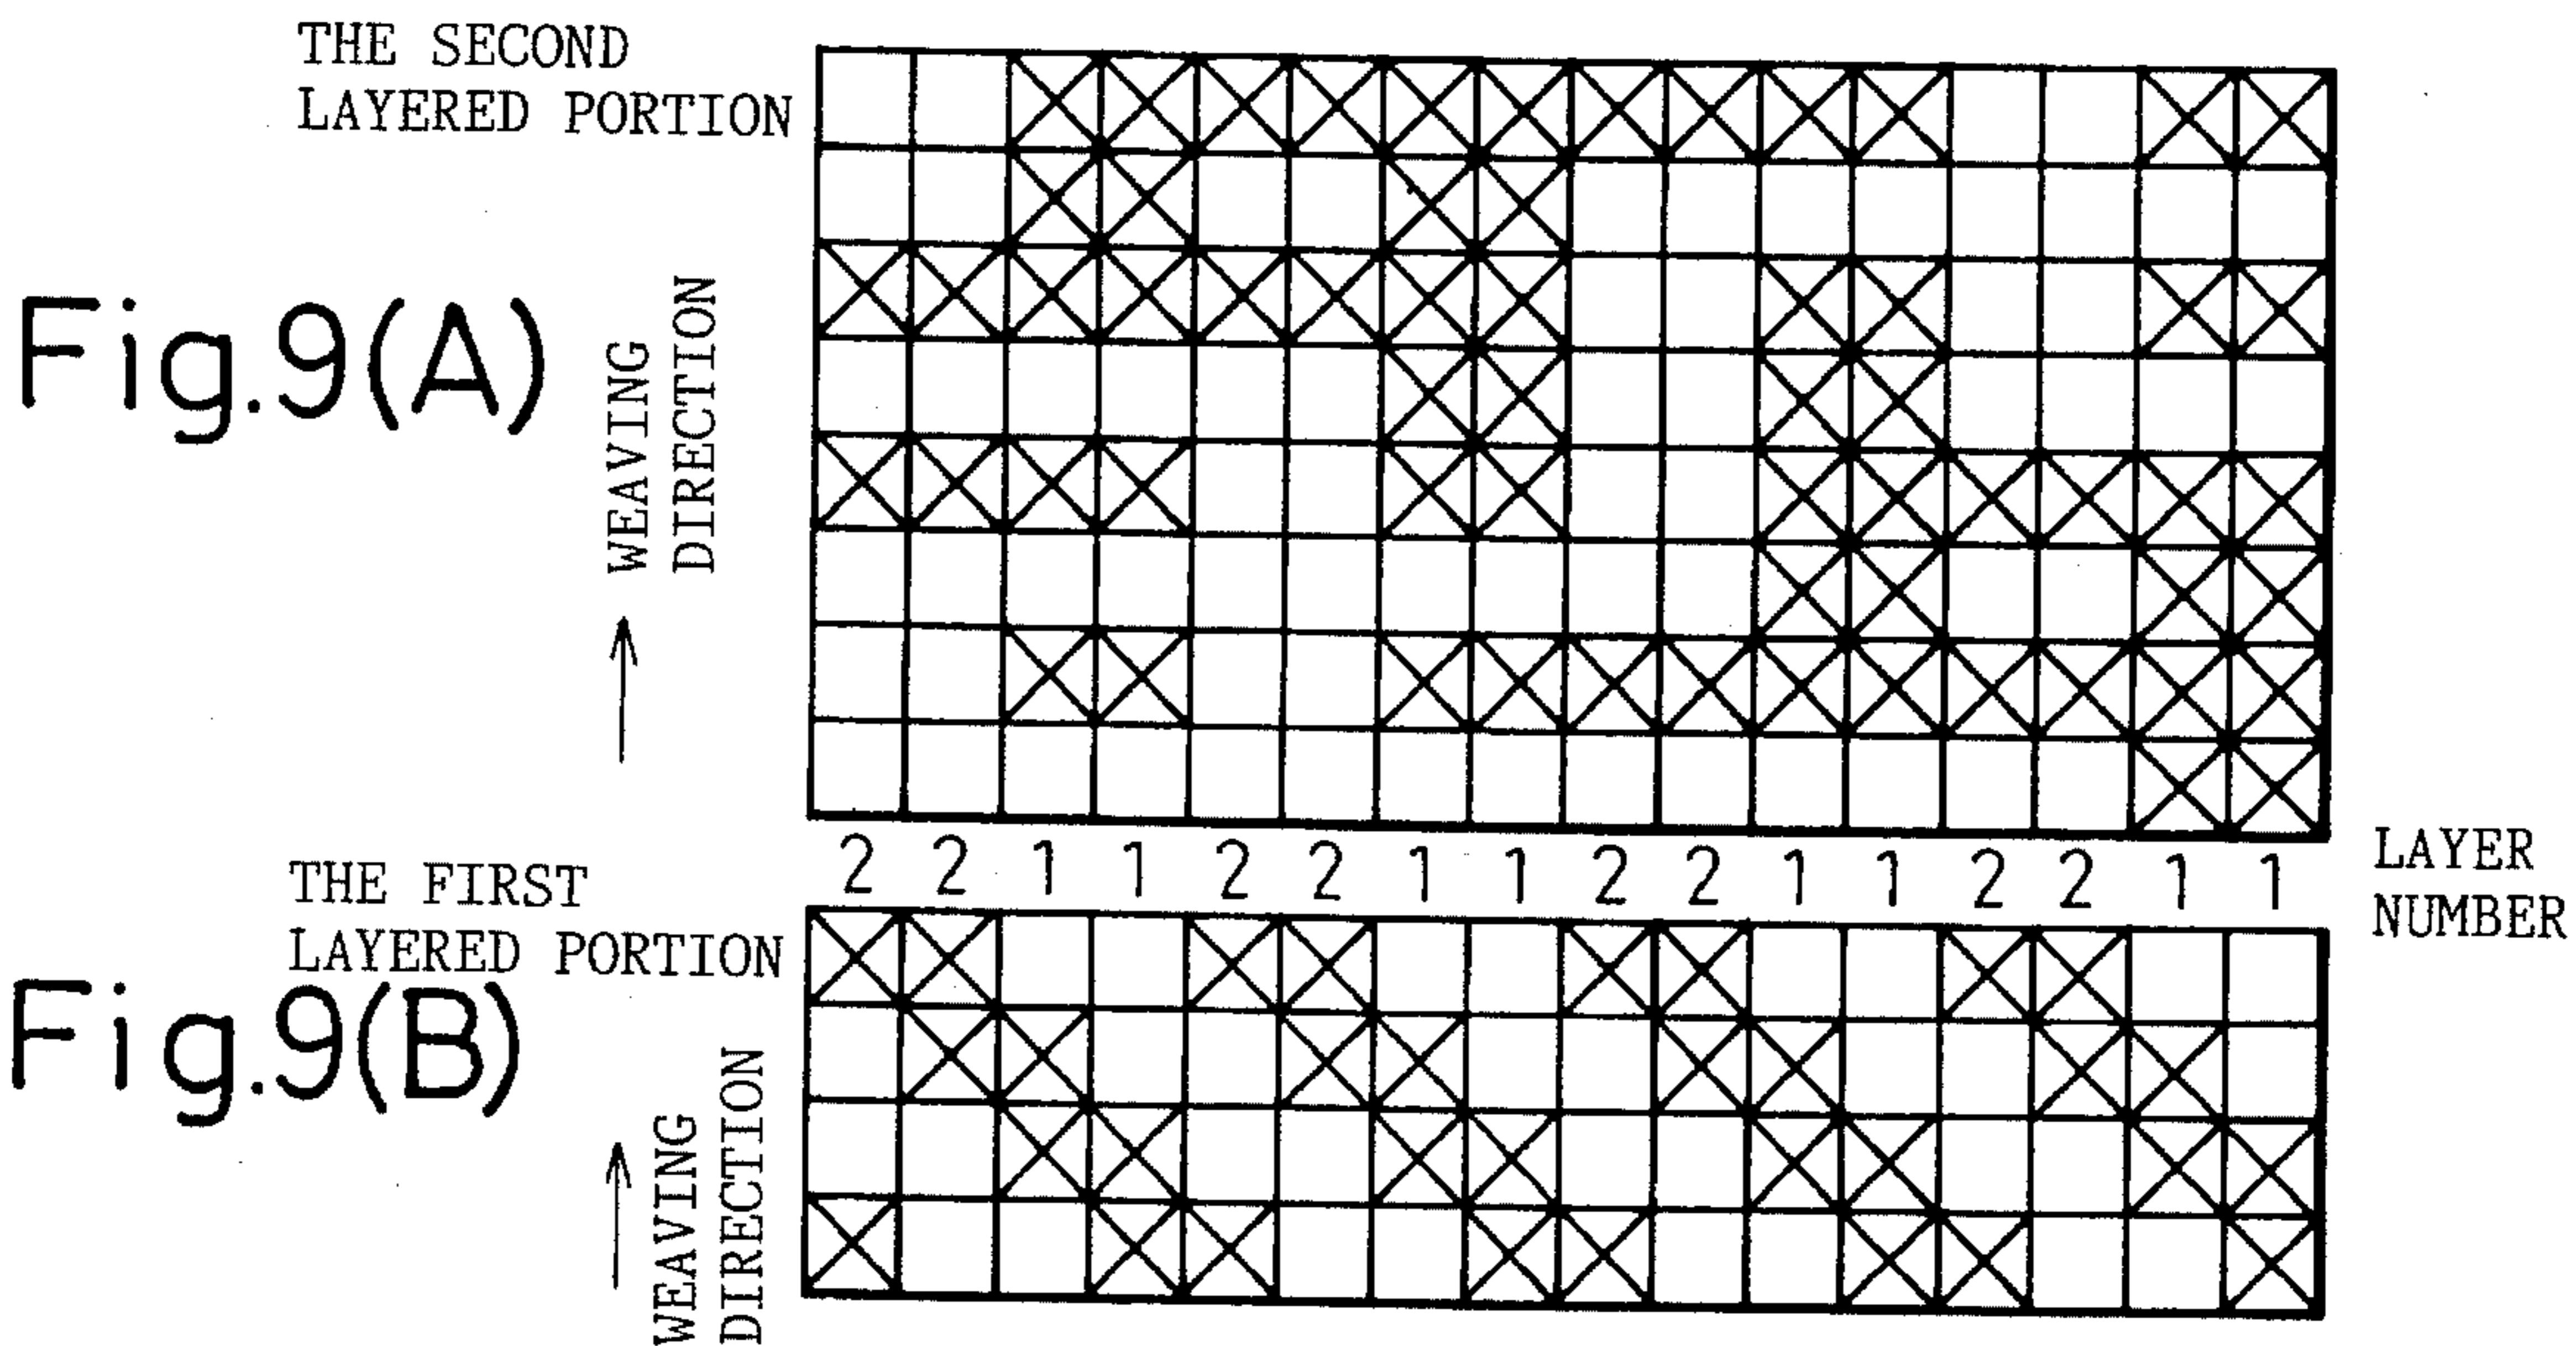 THE SECOND
LAYERED PORTION
Fig.9(A)
WEAVING
DIRECTION
2 2 1 1 2 2 1 1 2 2 1 1 2 2 1 1
LAYER
NUMBER
THE FIRST
LAYERED PORTION
Fig.9(B)
WEAVING
DIRECTION